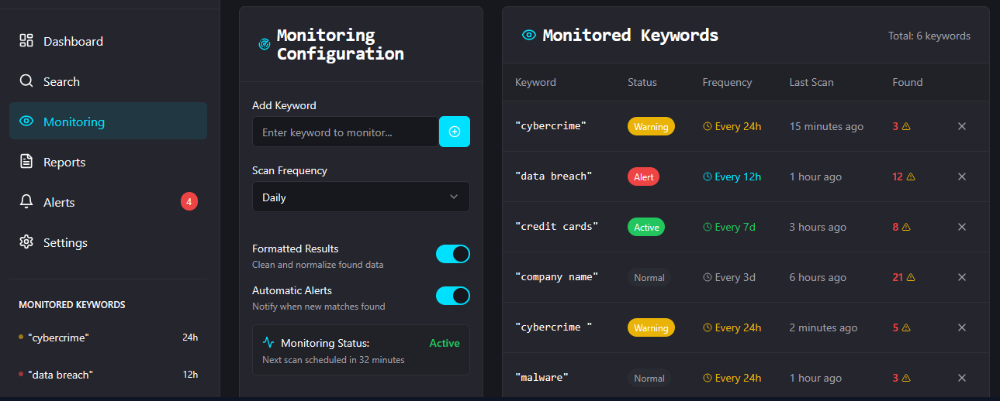 Dashboard
Search
Monitoring
Reports
Alerts 4
Settings
MONITORED KEYWORDS
"cybercrime" 24h
"data breach" 12h
Monitoring
Configuration
Add Keyword
Enter keyword to monitor...
Scan Frequency
Daily
Formatted Results
Clean and normalize found data
Automatic Alerts
Notify when new matches found
Monitoring Status: Active
Next scan scheduled in 32 minutes
Monitored Keywords Total: 6 keywords
Keyword Status Frequency Last Scan Found
"cybercrime" Warning Every 24h 15 minutes ago 3
"data breach" Alert Every 12h 1 hour ago 12
"credit cards" Active Every 7d 3 hours ago 8
"company name" Normal Every 3d 6 hours ago 21
"cybercrime " Warning Every 24h 2 minutes ago 5
"malware" Normal Every 24h 1 hour ago 3